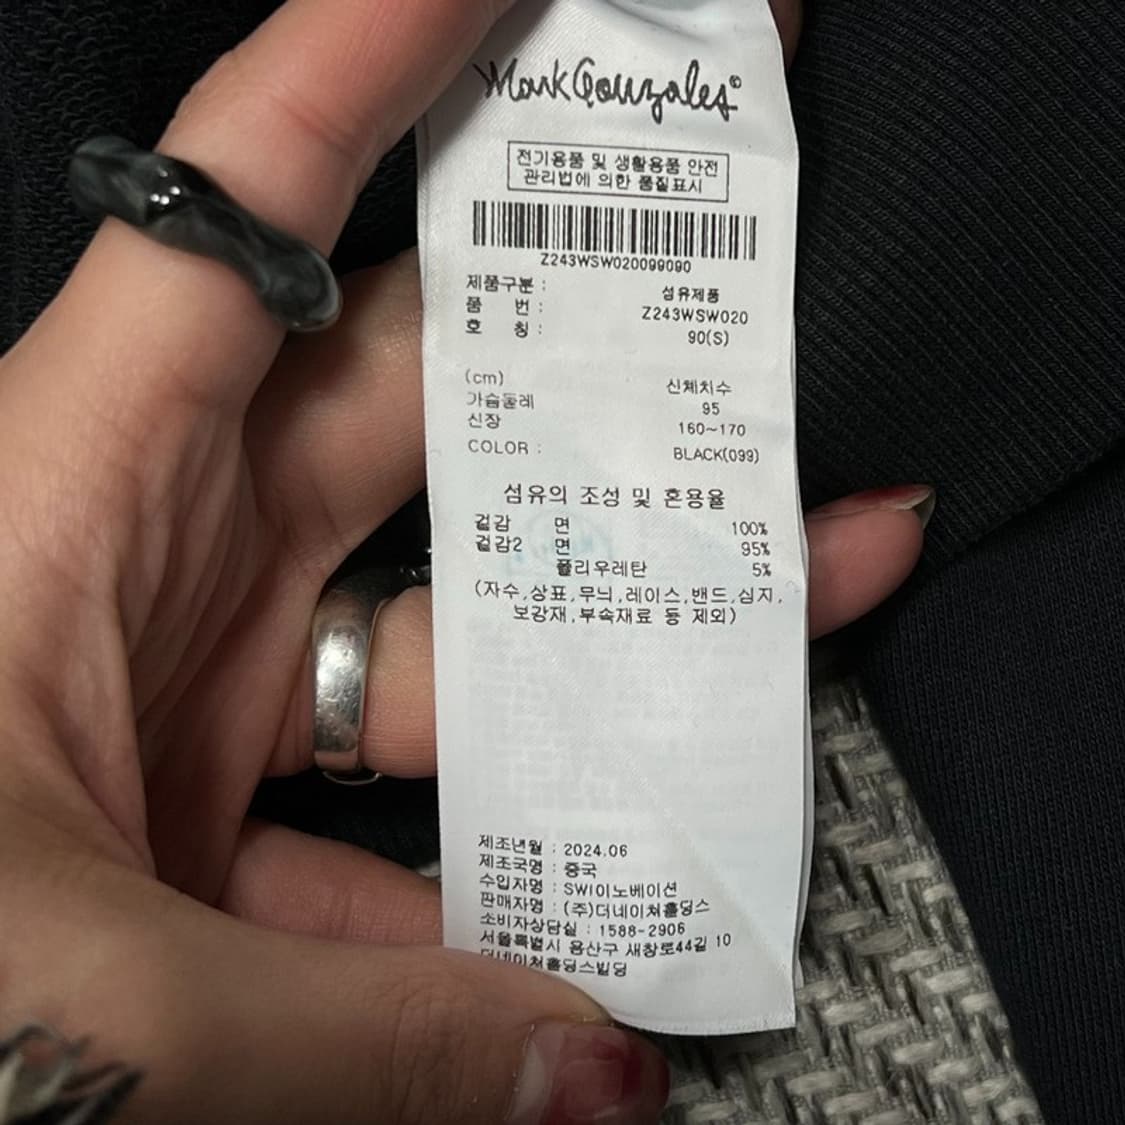 Mark Gonzales©
전기용품 및 생활용품 안전
관리법에 의한 품질표시
Z243WSW020099090
제품구분 : 섬유제품
품 번 : Z243WSW020
호 칭 : 90(S)
(cm) 신체치수
가슴둘레 95
신장 160~170
COLOR : BLACK(099)
섬유의 조성 및 혼용율
겉감 면 100%
겉감2 면 95%
폴리우레탄 5%
(자수,상표,무늬,레이스,밴드,심지,
보강재,부속재료 등 제외)
제조년월 : 2024.06
제조국명 : 중국
수입자명 : SWI이노베이션
판매자명 : (주)더네이쳐홀딩스
소비자상담실 : 1588-2906
서울특별시 용산구 새창로44길 10
더네이쳐홀딩스빌딩